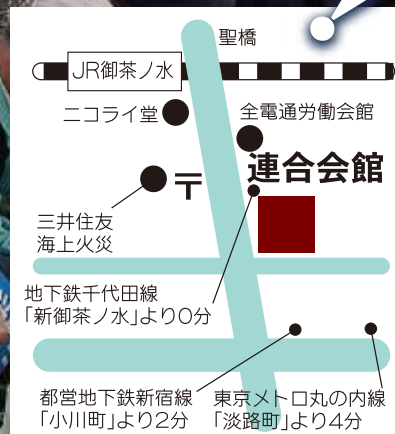 聖橋
JR御茶ノ水
ニコライ堂
全電通労働会館
連合会館
〒
三井住友
海上火災
地下鉄千代田線
「新御茶ノ水」より0分
都営地下鉄新宿線
「小川町」より2分
東京メトロ丸の内線
「淡路町」より4分